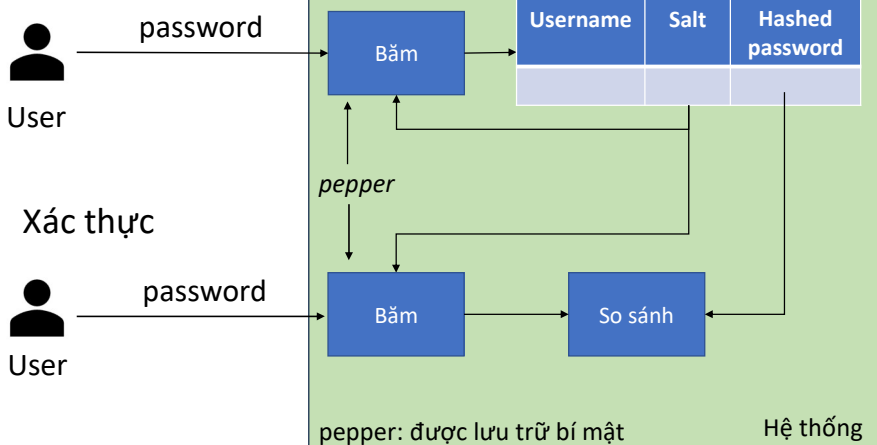 password
Username
Salt
Hashed
password
Băm
User
pepper
Xác thực
password
Băm
So sánh
User
pepper: được lưu trữ bí mật
Hệ thống